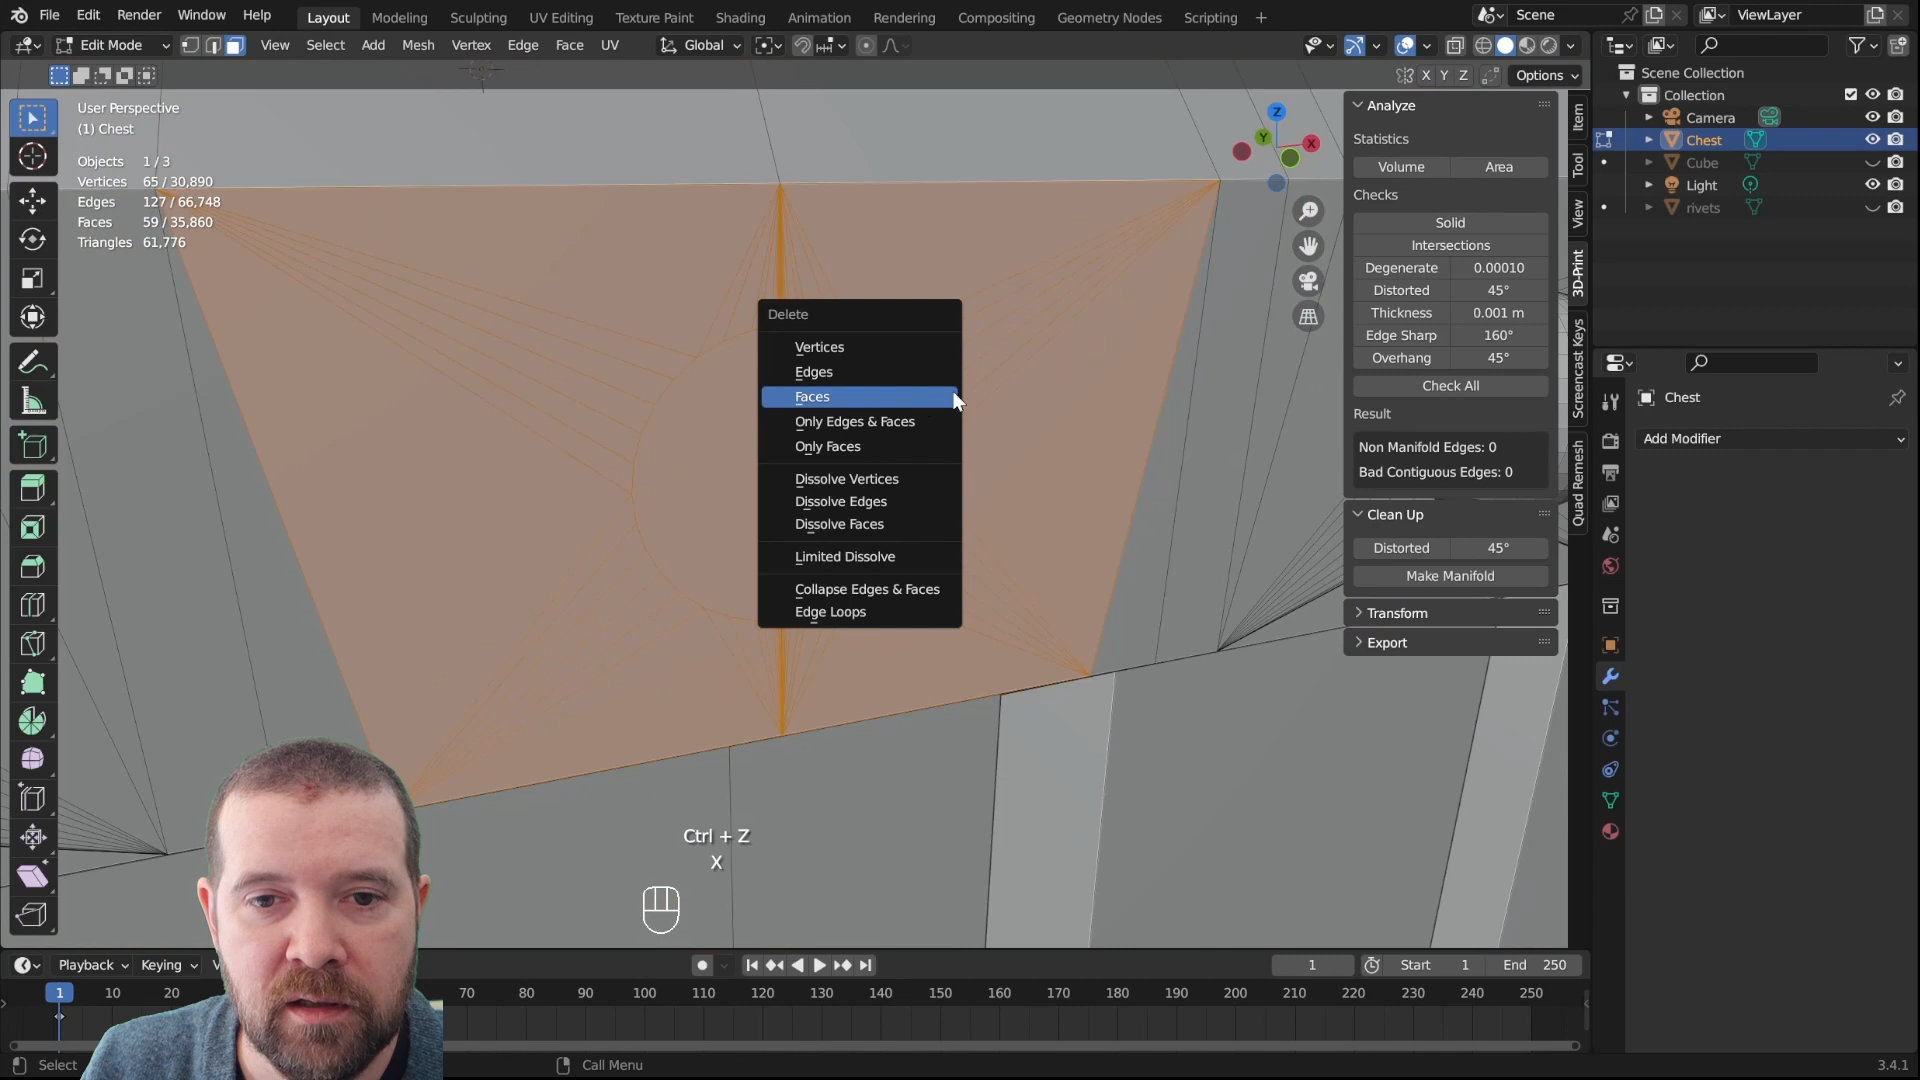 File Edit Render Window Help Layout Modeling Sculpting UV Editing Texture Paint Shading Animation Rendering Compositing Geometry Nodes Scripting + Scene ViewLayer
Edit Mode View Select Add Mesh Vertex Edge Face UV Global
X Y Z Options
User Perspective
(1) Chest
Objects 1 / 3
Vertices 65 / 30,890
Edges 127 / 66,748
Faces 59 / 35,860
Triangles 61,776
Z
Y
X
Delete
Vertices
Edges
Faces
Only Edges & Faces
Only Faces
Dissolve Vertices
Dissolve Edges
Dissolve Faces
Limited Dissolve
Collapse Edges & Faces
Edge Loops
Ctrl + Z
X
Analyze
Statistics
Volume Area
Checks
Solid
Intersections
Degenerate 0.00010
Distorted 45°
Thickness 0.001 m
Edge Sharp 160°
Overhang 45°
Check All
Result
Non Manifold Edges: 0
Bad Contiguous Edges: 0
Clean Up
Distorted 45°
Make Manifold
Transform
Export
Item
Tool
View
3D-Print
Screencast Keys
Quad Remesh
Scene Collection
Collection
Camera
Chest
Cube
Light
rivets
Chest
Add Modifier
Playback Keying V
1 Start 1 End 250
1 10 20 70 80 90 100 110 120 130 140 150 160 170 180 190 200 210 220 230 240 250
Select Call Menu 3.4.1